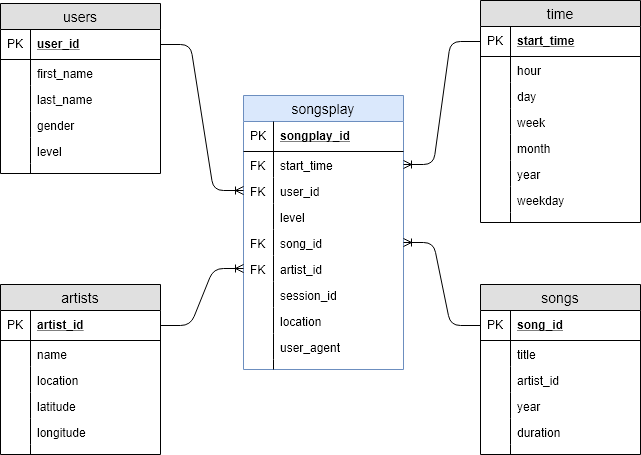 users
PK user_id
first_name
last_name
gender
level
time
PK start_time
hour
day
week
month
year
weekday
songsplay
PK songplay_id
FK start_time
FK user_id
level
FK song_id
FK artist_id
session_id
location
user_agent
artists
PK artist_id
name
location
latitude
longitude
songs
PK song_id
title
artist_id
year
duration